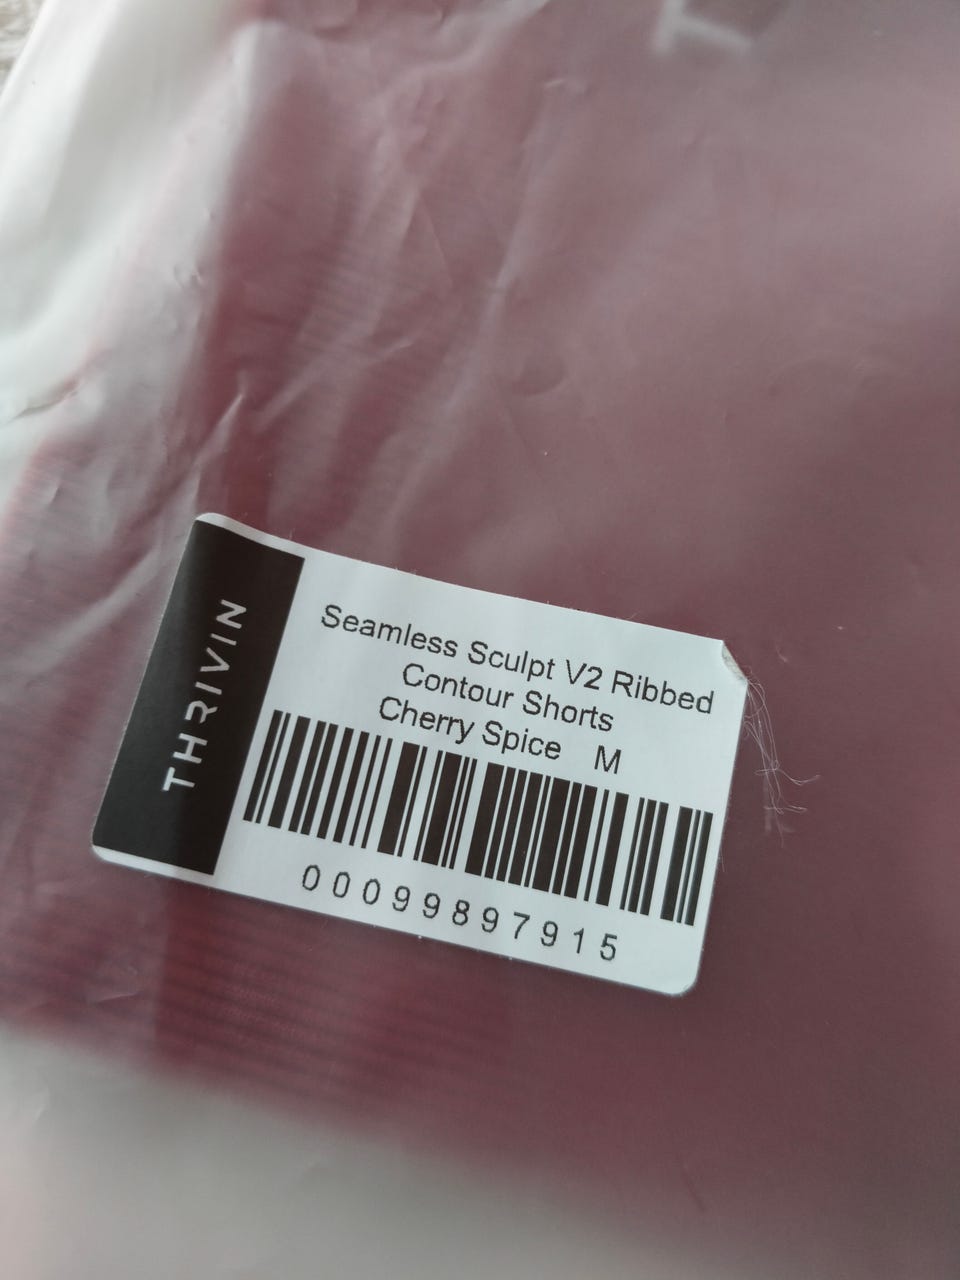 THRIVIN
Seamless Sculpt V2 Ribbed
Contour Shorts
Cherry Spice M
00099897915